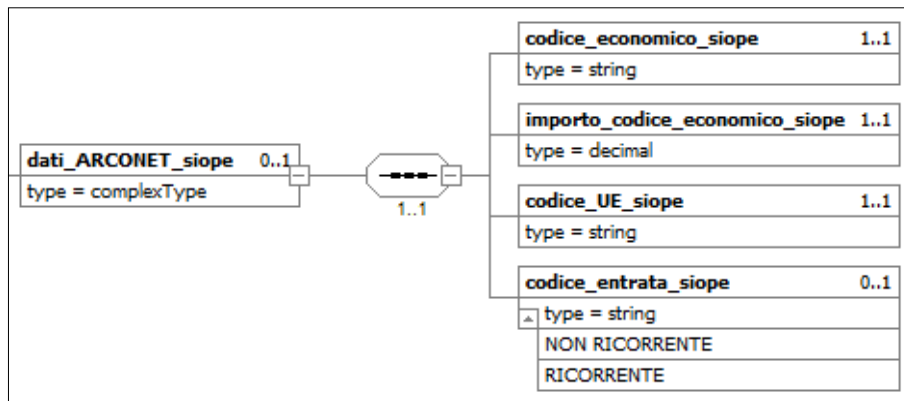 codice_economico_siope 1..1
type = string
importo_codice_economico_siope 1..1
type = decimal
dati_ARCONET_siope 0..1
type = complexType
1..1
codice_UE_siope 1..1
type = string
codice_entrata_siope 0..1
type = string
NON RICORRENTE
RICORRENTE